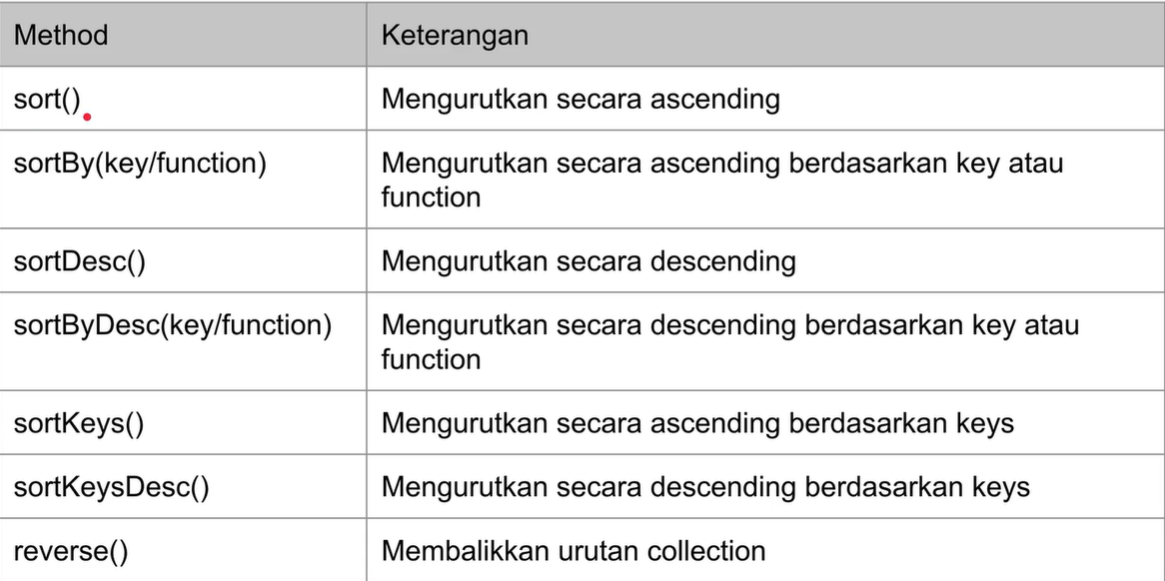 Method
Keterangan
sort()
Mengurutkan secara ascending
sortBy(key/function)
Mengurutkan secara ascending berdasarkan key atau
function
sortDesc()
Mengurutkan secara descending
sortByDesc(key/function)
Mengurutkan secara descending berdasarkan key atau
function
sortKeys()
Mengurutkan secara ascending berdasarkan keys
sortKeysDesc()
Mengurutkan secara descending berdasarkan keys
reverse()
Membalikkan urutan collection